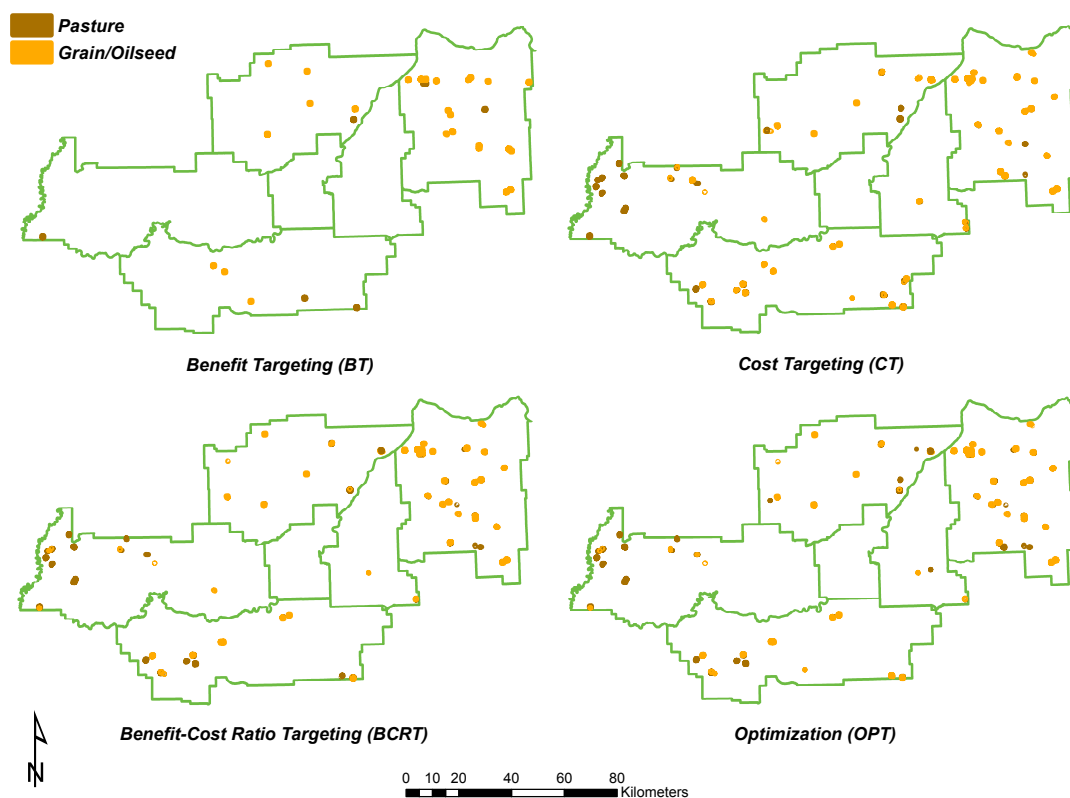 Pasture
Grain/Oilseed
Benefit Targeting (BT)
Cost Targeting (CT)
Benefit-Cost Ratio Targeting (BCRT)
Optimization (OPT)
N
0 10 20 40 60 80
Kilometers